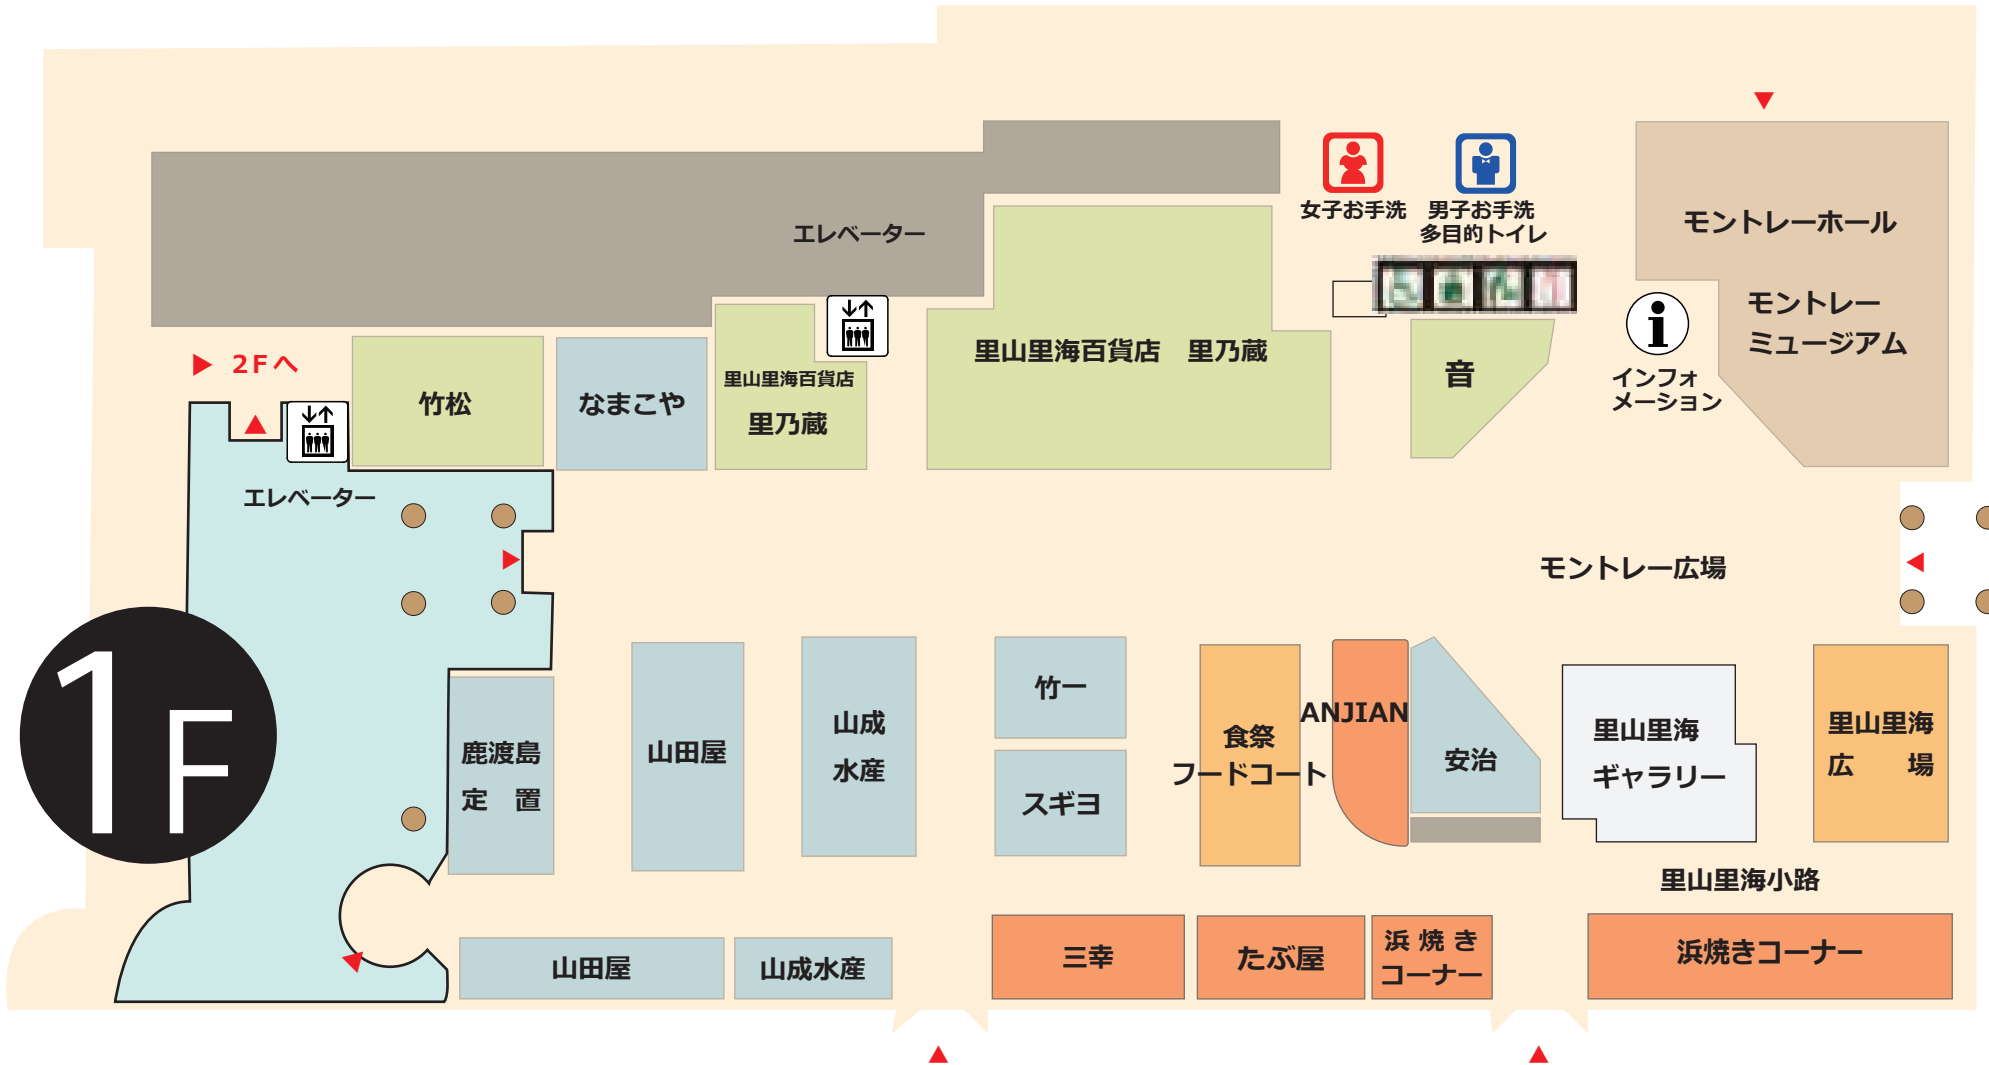 女子お手洗
男子お手洗
多目的トイレ
エレベーター
モントレーホール
モントレー
ミュージアム
インフォ
メーション
2Fへ
エレベーター
竹松
なまこや
里山里海百貨店
里乃蔵
里山里海百貨店 里乃蔵
音
モントレー広場
1F
鹿渡島
定 置
山田屋
山成
水産
竹一
スギヨ
食祭
フードコート
ANJIAN
安治
里山里海
ギャラリー
里山里海
広 場
里山里海小路
山田屋
山成水産
三幸
たぶ屋
浜焼き
コーナー
浜焼きコーナー